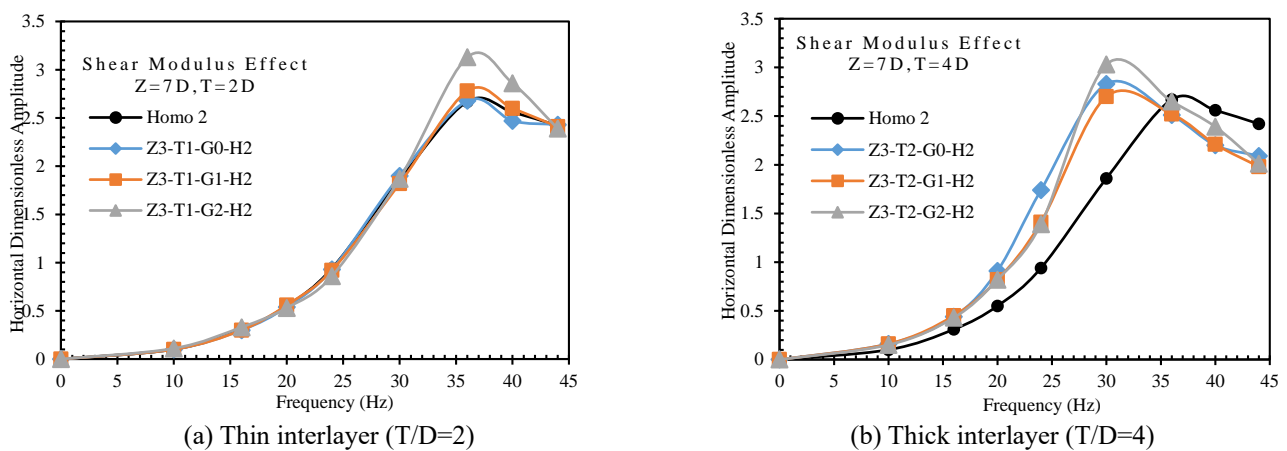 3.5
3
2.5
2
1.5
1
0.5
0
Horizontal Dimensionless Amplitude
Shear Modulus Effect
Z=7D,T=2D
Homo 2
Z3-T1-G0-H2
Z3-T1-G1-H2
Z3-T1-G2-H2
0 5 10 15 20 25 30 35 40 45
Frequency (Hz)
(a) Thin interlayer (T/D=2)
3.5
3
2.5
2
1.5
1
0.5
0
Horizontal Dimensionless Amplitude
Shear Modulus Effect
Z=7D,T=4D
Homo 2
Z3-T2-G0-H2
Z3-T2-G1-H2
Z3-T2-G2-H2
0 5 10 15 20 25 30 35 40 45
Frequency (Hz)
(b) Thick interlayer (T/D=4)